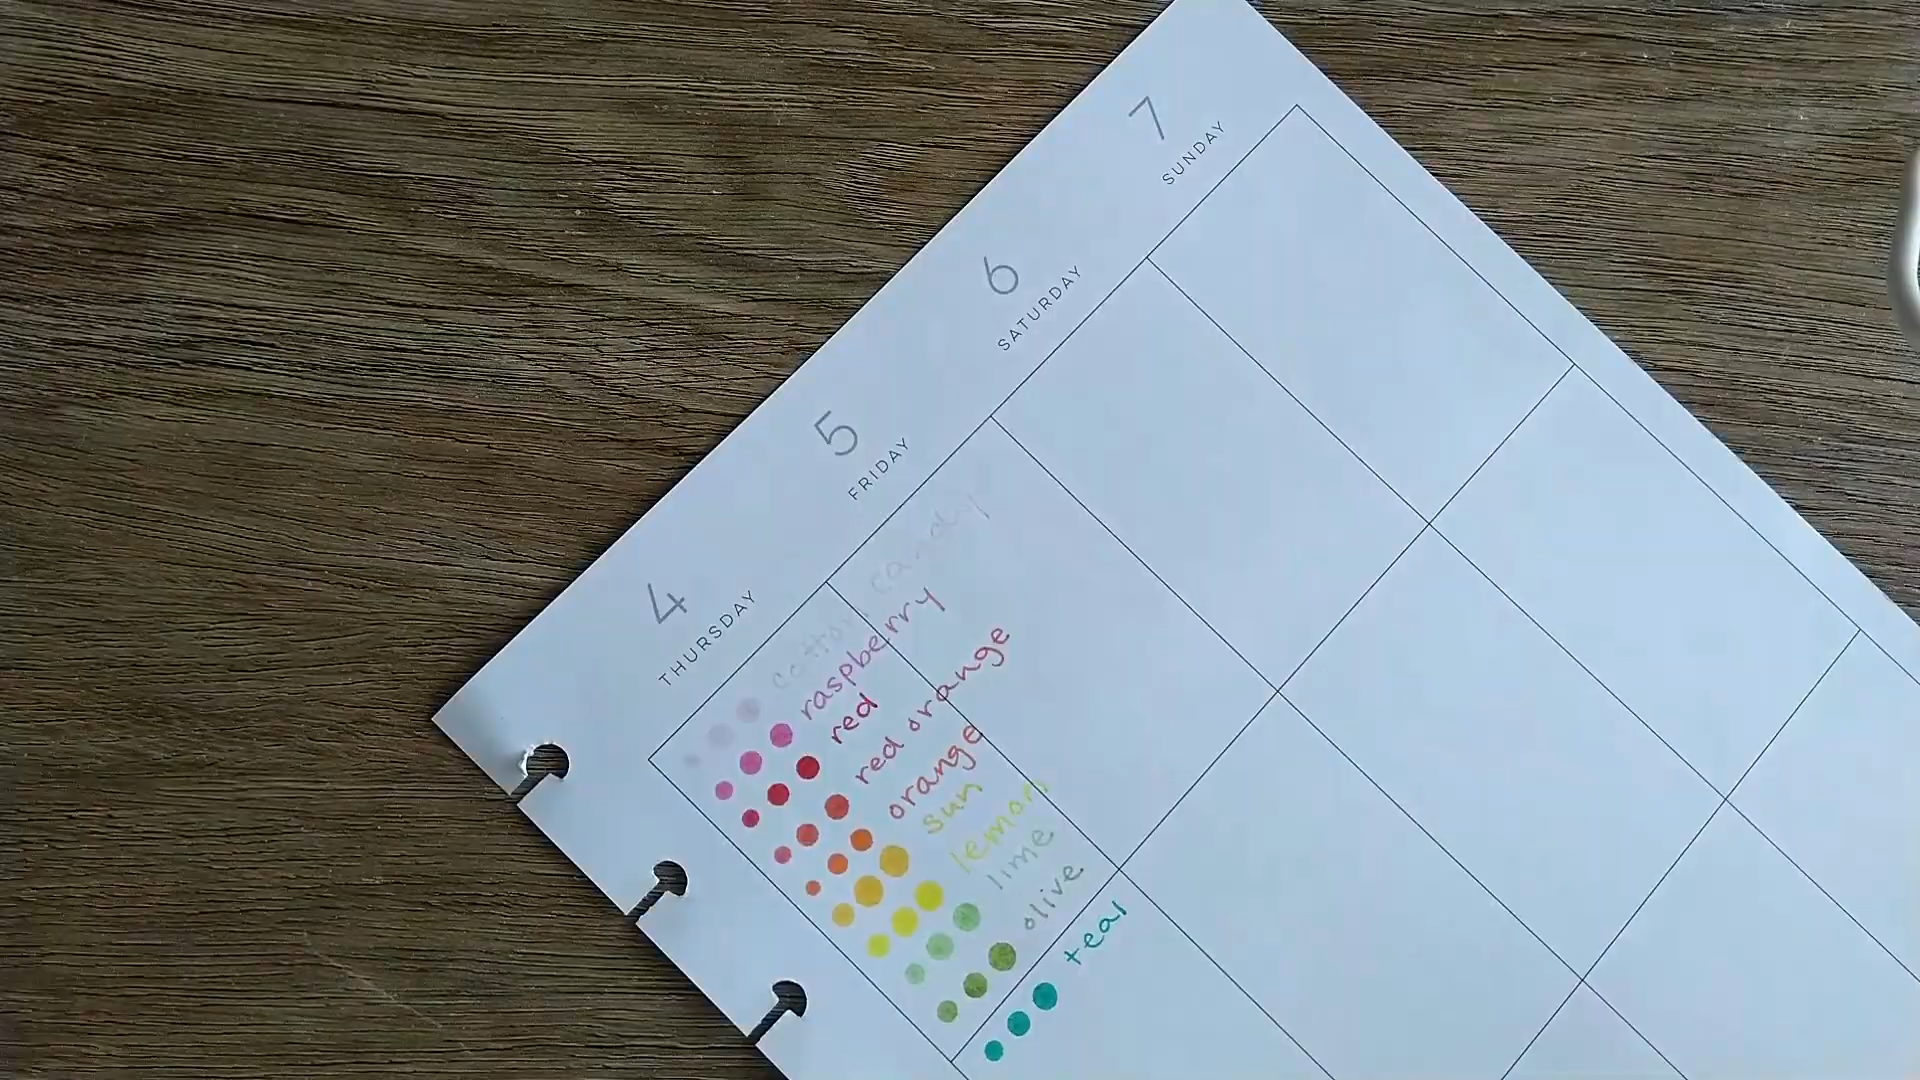 4
THURSDAY
5
FRIDAY
6
SATURDAY
7
SUNDAY
cotton candy
raspberry
red
red orange
orange
sun
lemon
lime
olive
teal